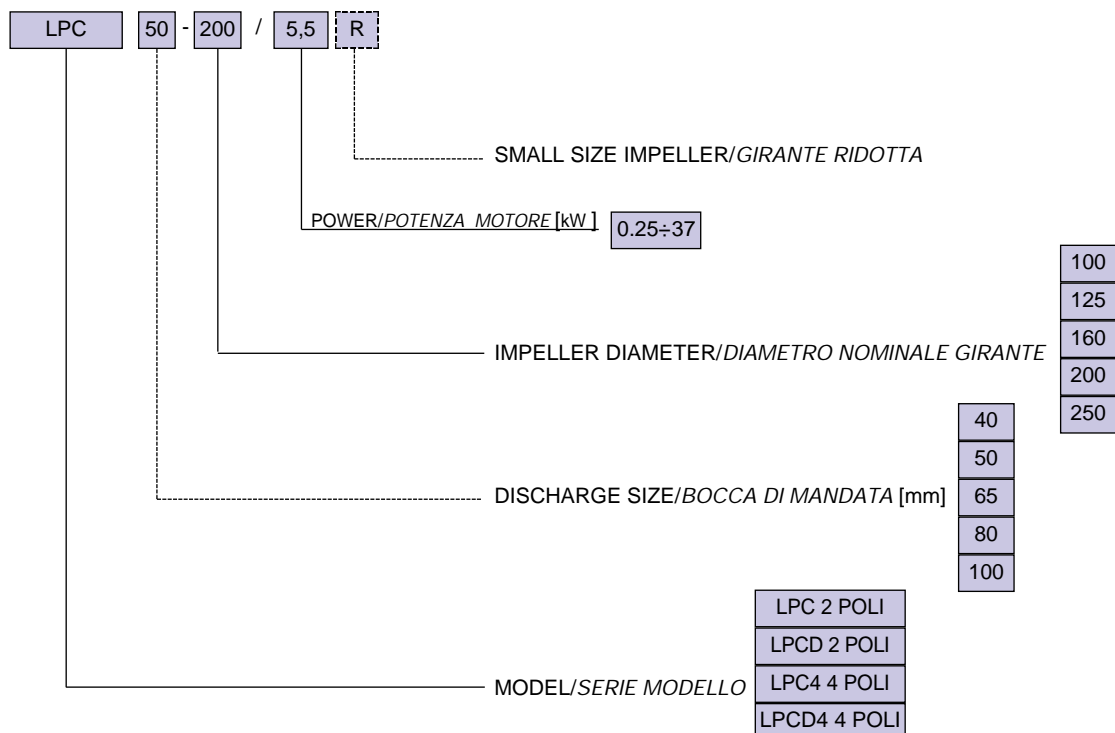 LPC 50 - 200 / 5,5 R
SMALL SIZE IMPELLER/GIRANTE RIDOTTA
POWER/POTENZA MOTORE [kW ] 0.25÷37
IMPELLER DIAMETER/DIAMETRO NOMINALE GIRANTE
100
125
160
200
250
DISCHARGE SIZE/BOCCA DI MANDATA [mm]
40
50
65
80
100
MODEL/SERIE MODELLO
LPC 2 POLI
LPCD 2 POLI
LPC4 4 POLI
LPCD4 4 POLI